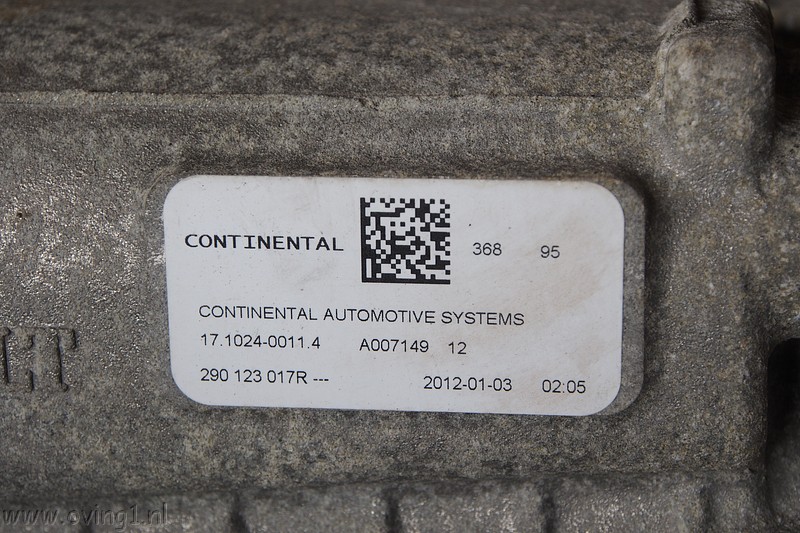 CONTINENTAL 368 95
CONTINENTAL AUTOMOTIVE SYSTEMS
17.1024-0011.4 A007149 12
290 123 017R --- 2012-01-03 02:05
www.oving1.nl